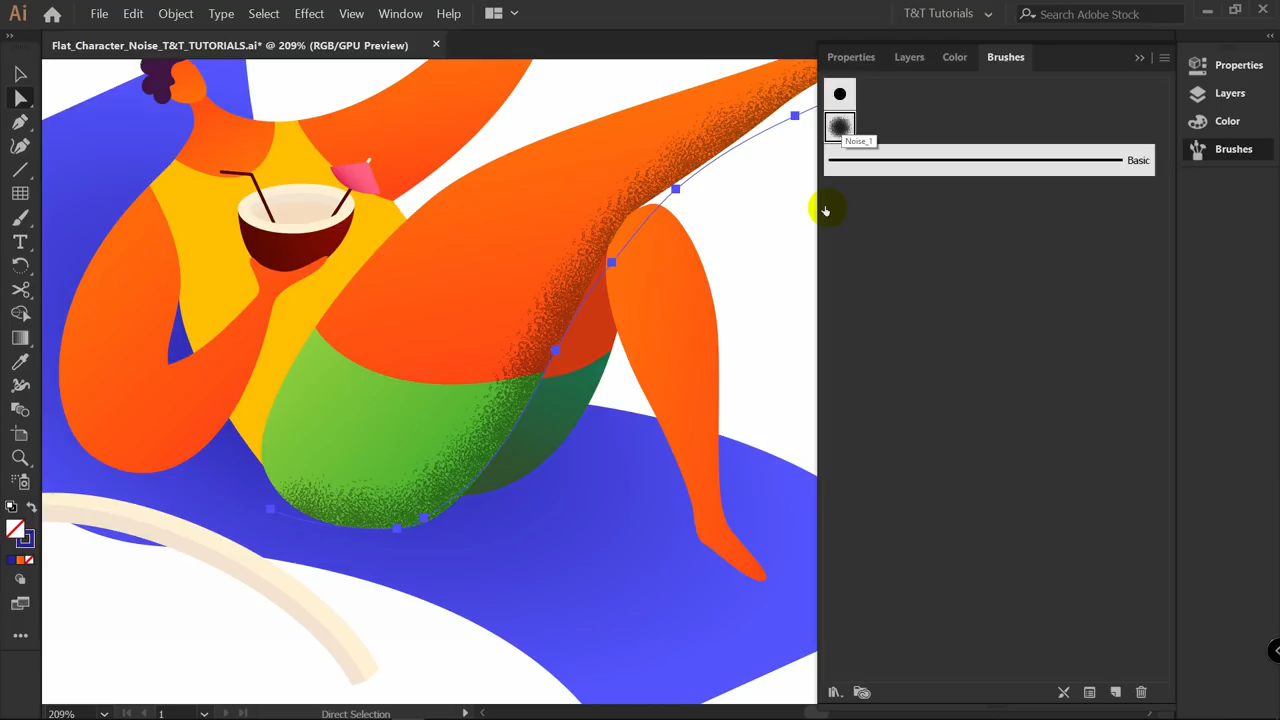 Ai File Edit Object Type Select Effect View Window Help T&T Tutorials Search Adobe Stock
Flat_Character_Noise_T&T_TUTORIALS.ai* @ 209% (RGB/GPU Preview)
Properties Layers Color Brushes
Noise_1
Basic
Properties
Layers
Color
Brushes
209% 1 Direct Selection